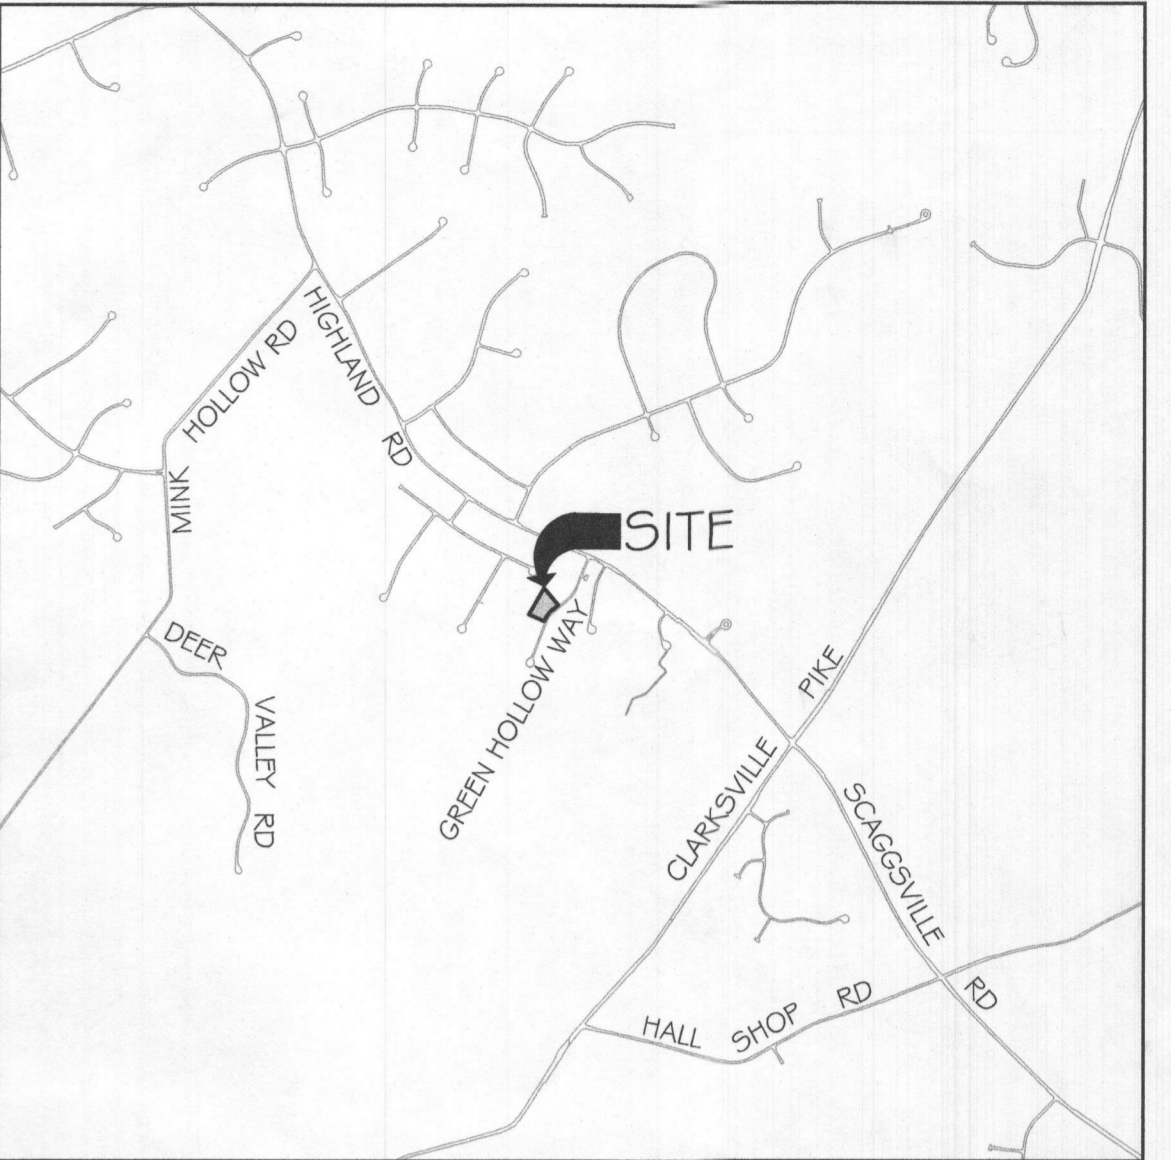 HIGHLAND RD
MINK HOLLOW RD
SITE
GREEN HOLLOW WAY
DEER VALLEY RD
CLARKSVILLE PIKE
SCAGGSVILLE RD
HALL SHOP RD